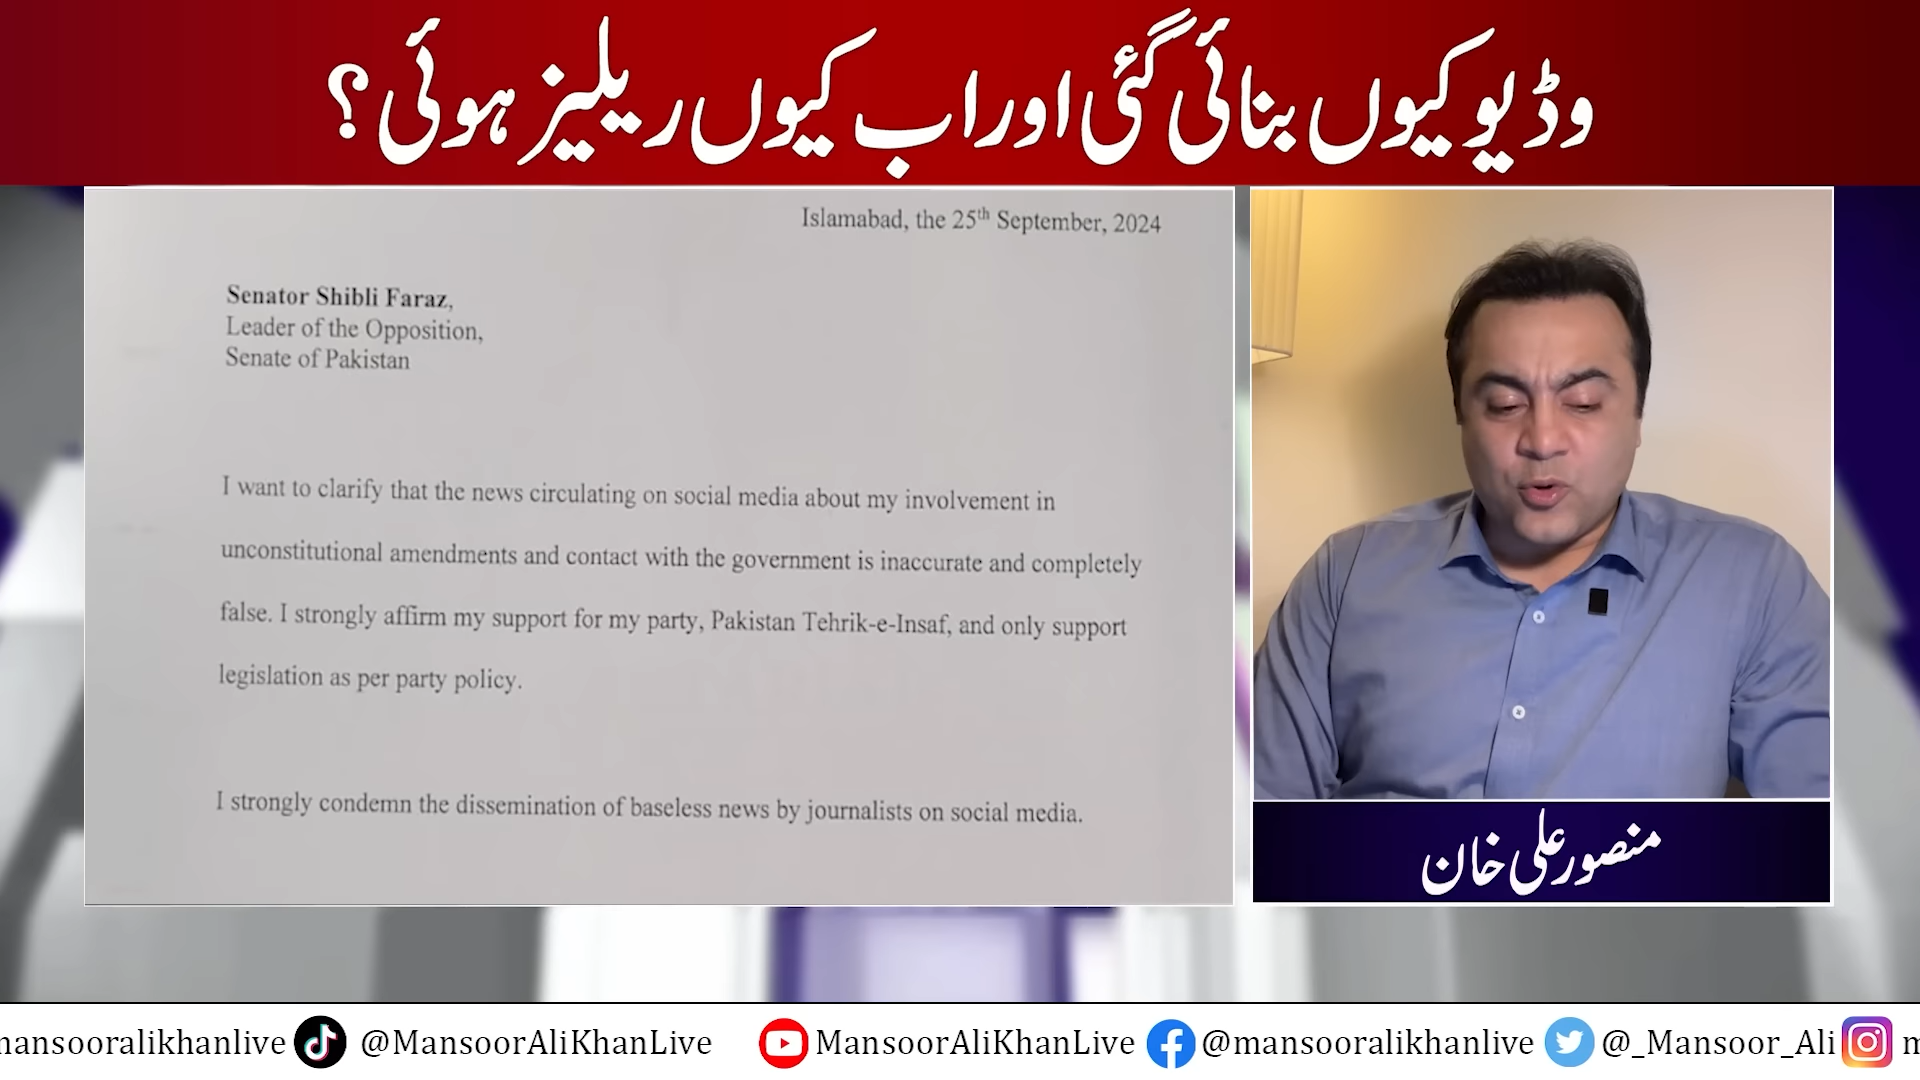 وڈیو کیوں بنائی گئی اور اب کیوں ریلیز ہوئی؟
Islamabad, the 25th September, 2024
Senator Shibli Faraz,
Leader of the Opposition,
Senate of Pakistan
I want to clarify that the news circulating on social media about my involvement in
unconstitutional amendments and contact with the government is inaccurate and completely
false. I strongly affirm my support for my party, Pakistan Tehrik-e-Insaf, and only support
legislation as per party policy.
I strongly condemn the dissemination of baseless news by journalists on social media.
منصور علی خان
mansooralikhanlive @MansoorAliKhanLive MansoorAliKhanLive @mansooralikhanlive @_Mansoor_Ali